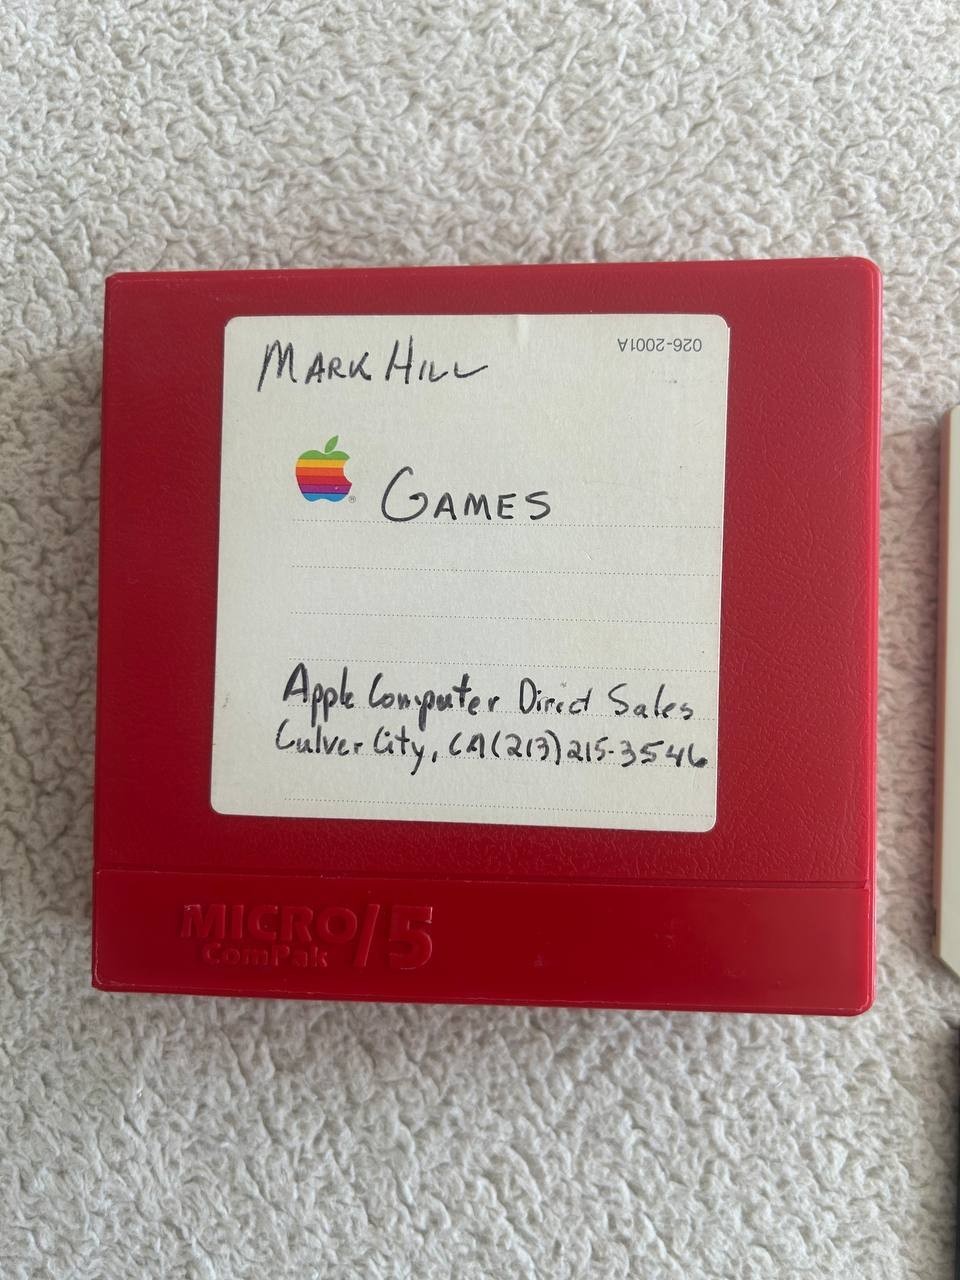 MARK HILL
026-2001A
®
GAMES
Apple Computer Direct Sales
Culver City, CA (213) 215-3546
MICRO/5
ComPak